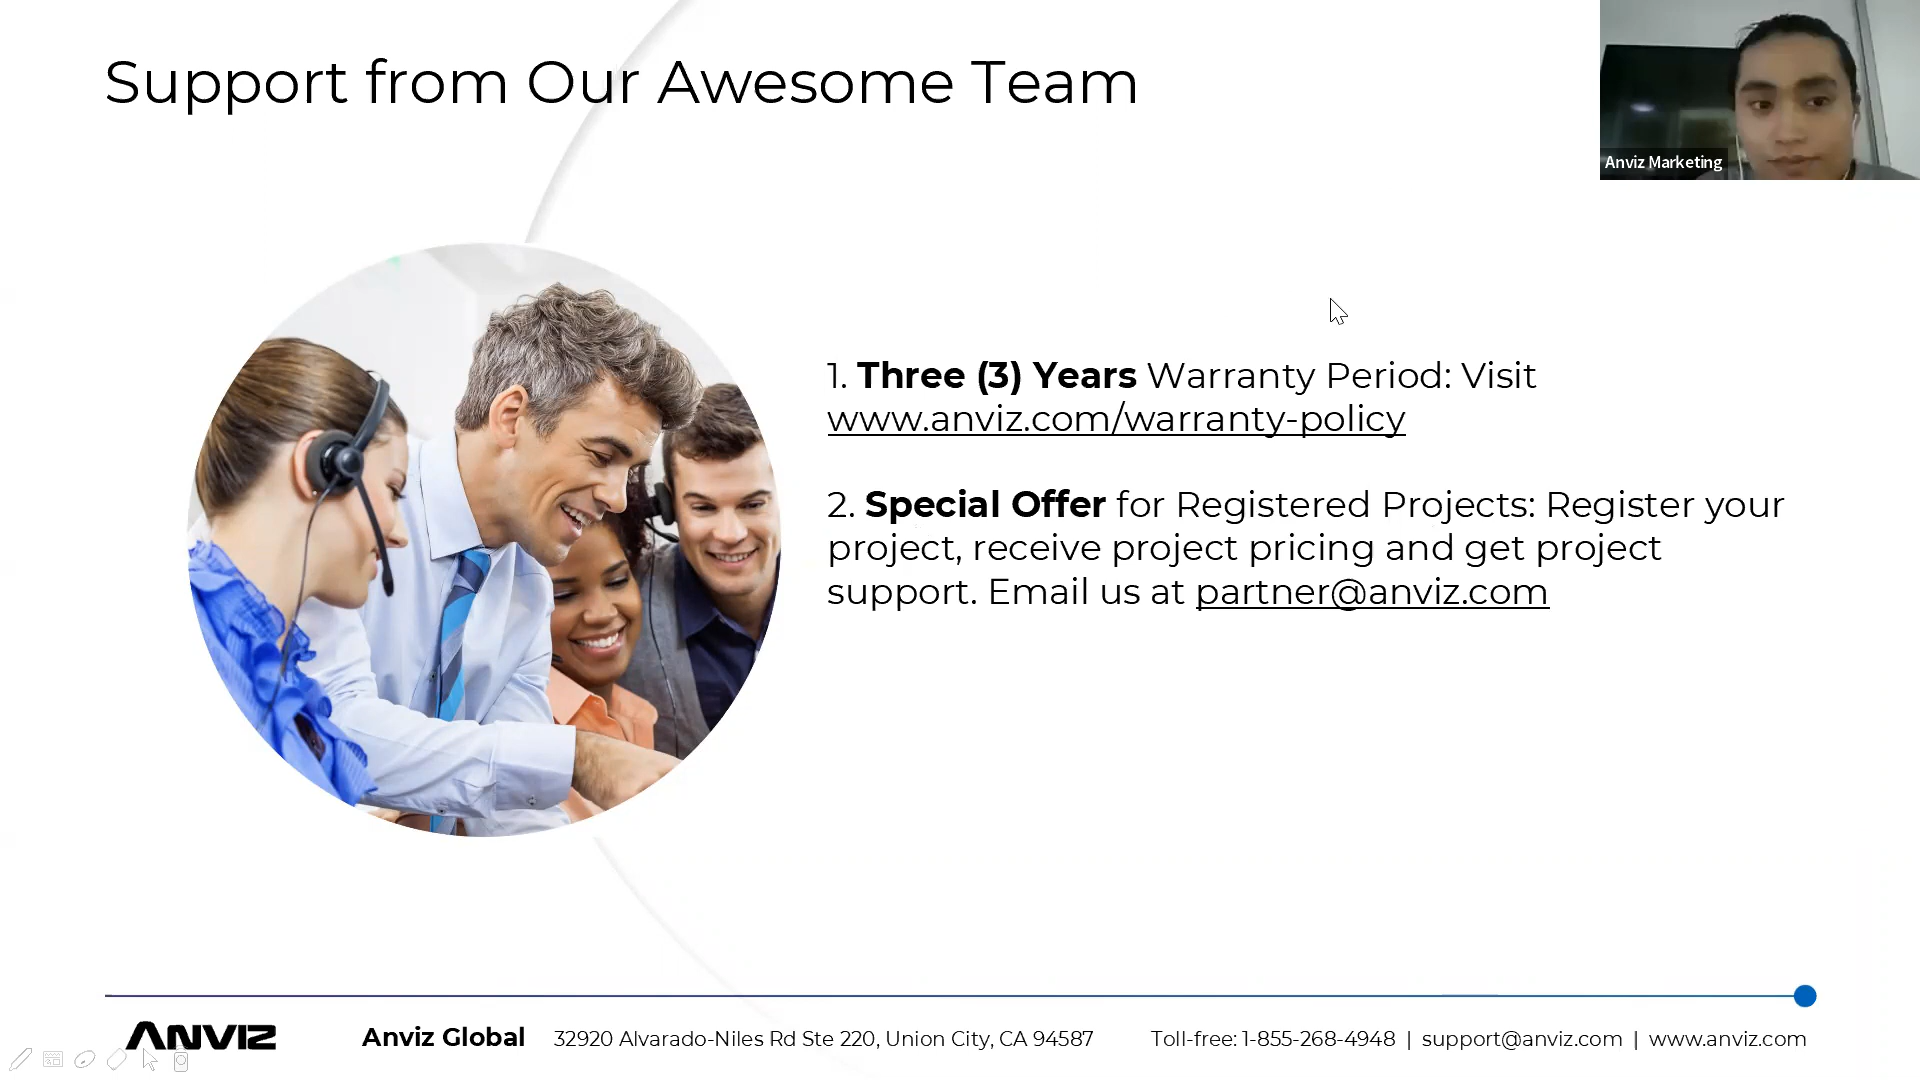 Support from Our Awesome Team
Anviz Marketing
1. Three (3) Years Warranty Period: Visit
www.anviz.com/warranty-policy
2. Special Offer for Registered Projects: Register your
project, receive project pricing and get project
support. Email us at partner@anviz.com
ANVIZ
Anviz Global 32920 Alvarado-Niles Rd Ste 220, Union City, CA 94587 Toll-free: 1-855-268-4948 | support@anviz.com | www.anviz.com